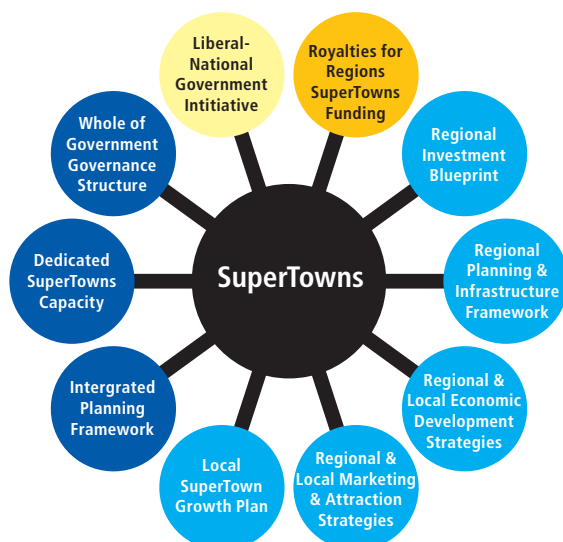 Liberal-
National
Government
Intitiative
Royalties for
Regions
SuperTowns
Funding
Whole of
Government
Governance
Structure
Regional
Investment
Blueprint
Dedicated
SuperTowns
Capacity
SuperTowns
Regional
Planning &
Infrastructure
Framework
Intergrated
Planning
Framework
Regional &
Local Economic
Development
Strategies
Local
SuperTown
Growth Plan
Regional &
Local Marketing
& Attraction
Strategies